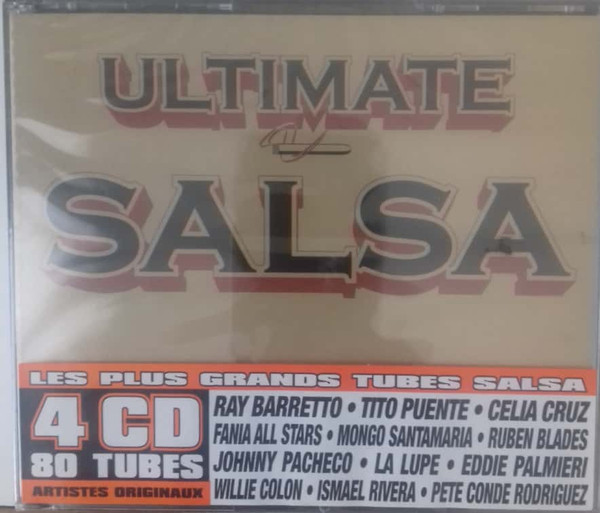 ULTIMATE
SALSA
LES PLUS GRANDS TUBES SALSA
4 CD
80 TUBES
ARTISTES ORIGINAUX
RAY BARRETTO • TITO PUENTE • CELIA CRUZ
FANIA ALL STARS • MONGO SANTAMARIA • RUBEN BLADES
JOHNNY PACHECO • LA LUPE • EDDIE PALMIERI
WILLIE COLON • ISMAEL RIVERA • PETE CONDE RODRIGUEZ